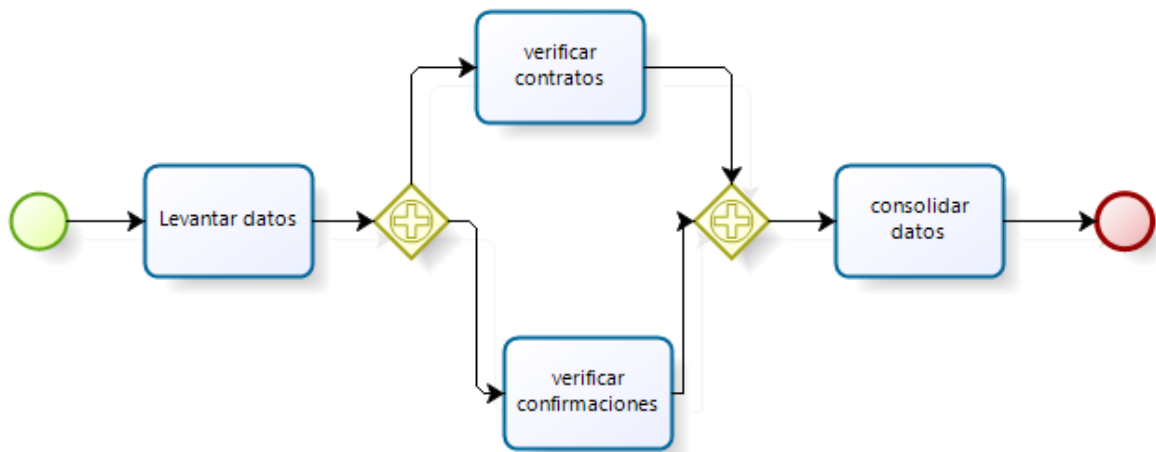 verificar
contratos
Levantar datos
consolidar
datos
verificar
confirmaciones